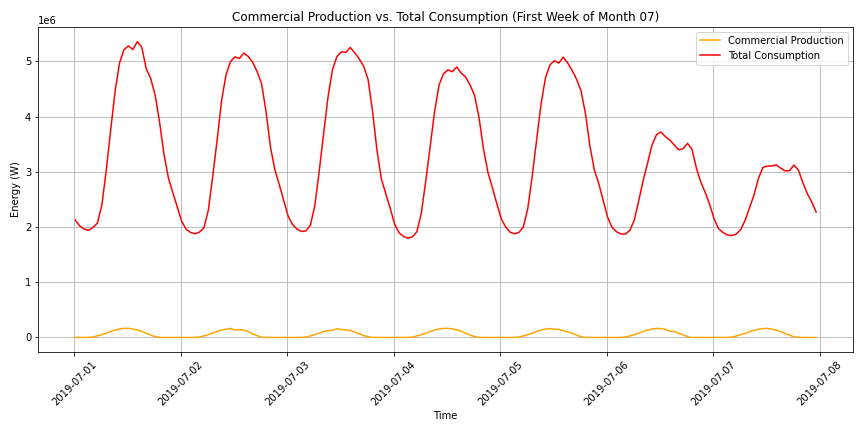 Commercial Production vs. Total Consumption (First Week of Month 07)
1e6
Commercial Production
Total Consumption
5
4
3
2
1
0
Energy (W)
2019-07-01
2019-07-02
2019-07-03
2019-07-04
2019-07-05
2019-07-06
2019-07-07
2019-07-08
Time